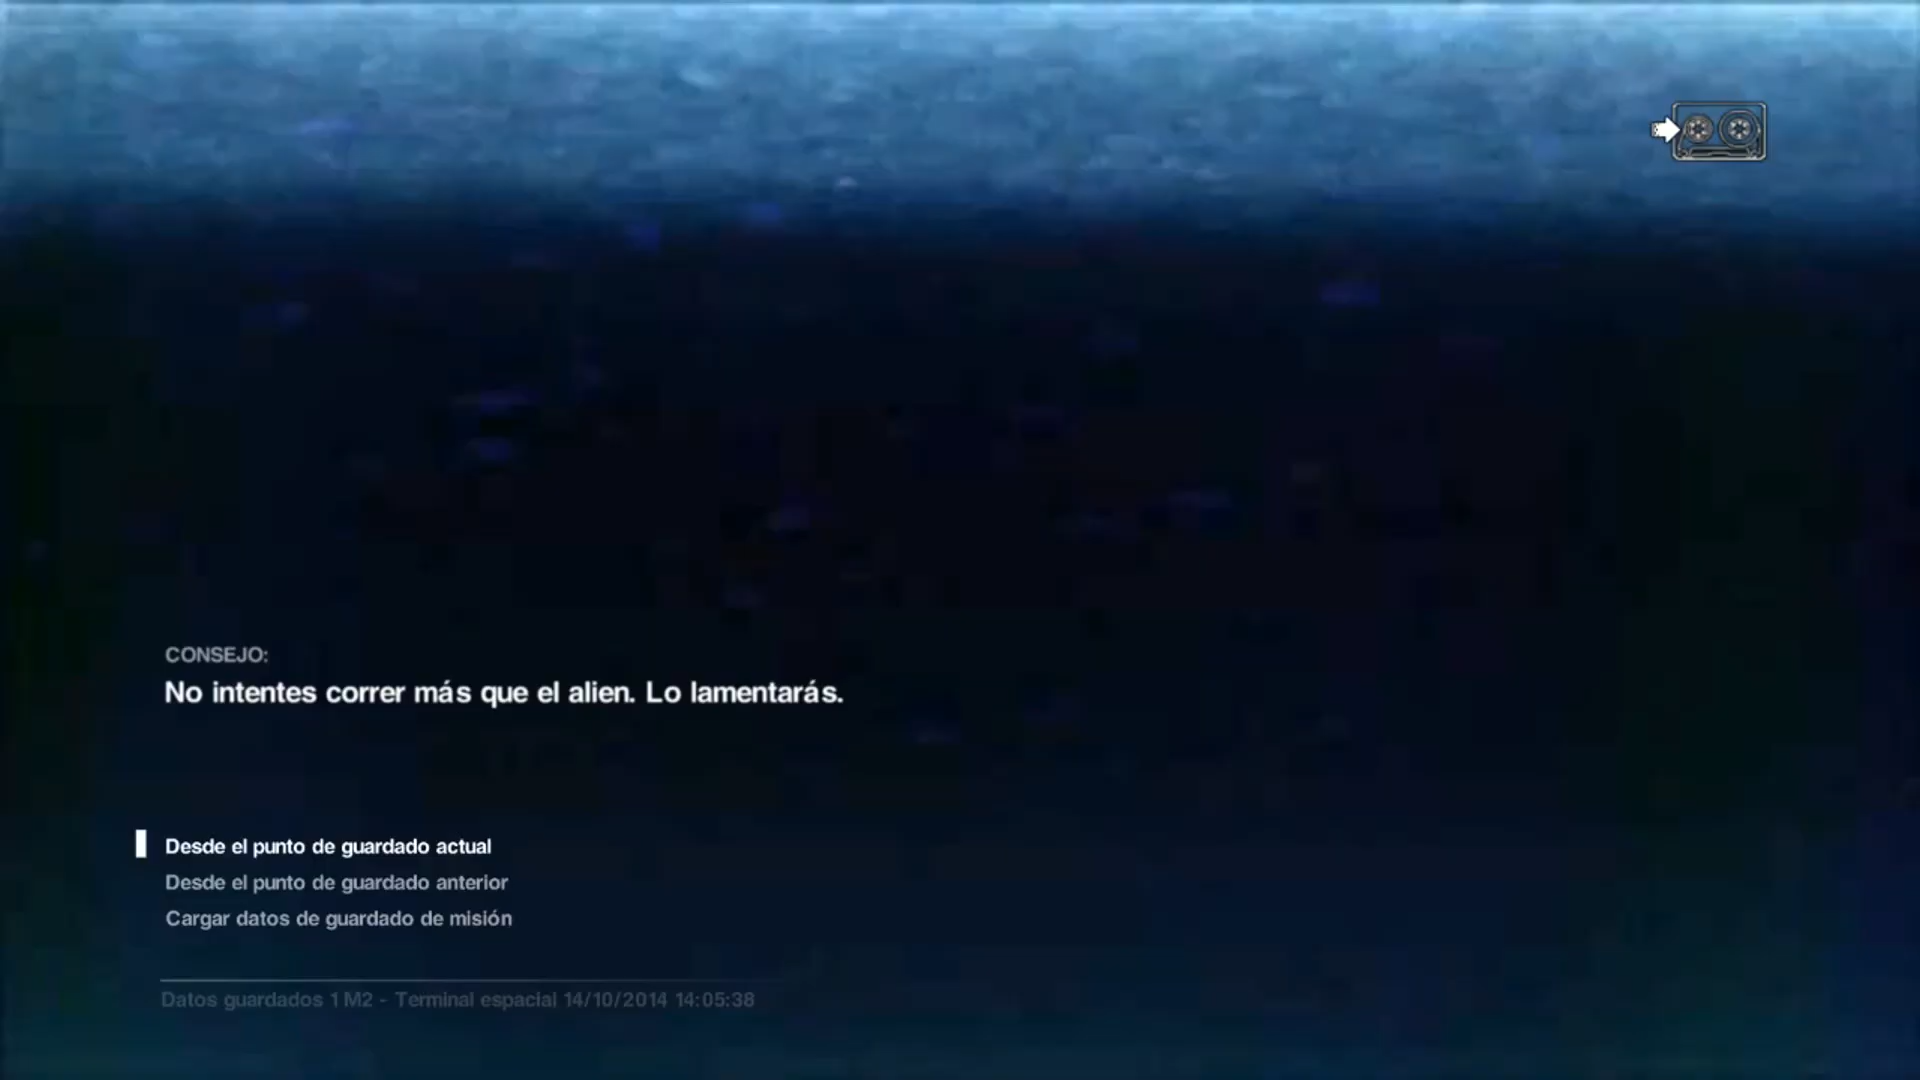 CONSEJO:
No intentes correr más que el alien. Lo lamentarás.
Desde el punto de guardado actual
Desde el punto de guardado anterior
Cargar datos de guardado de misión
Datos guardados 1 M2 - Terminal espacial 14/10/2014 14:05:38